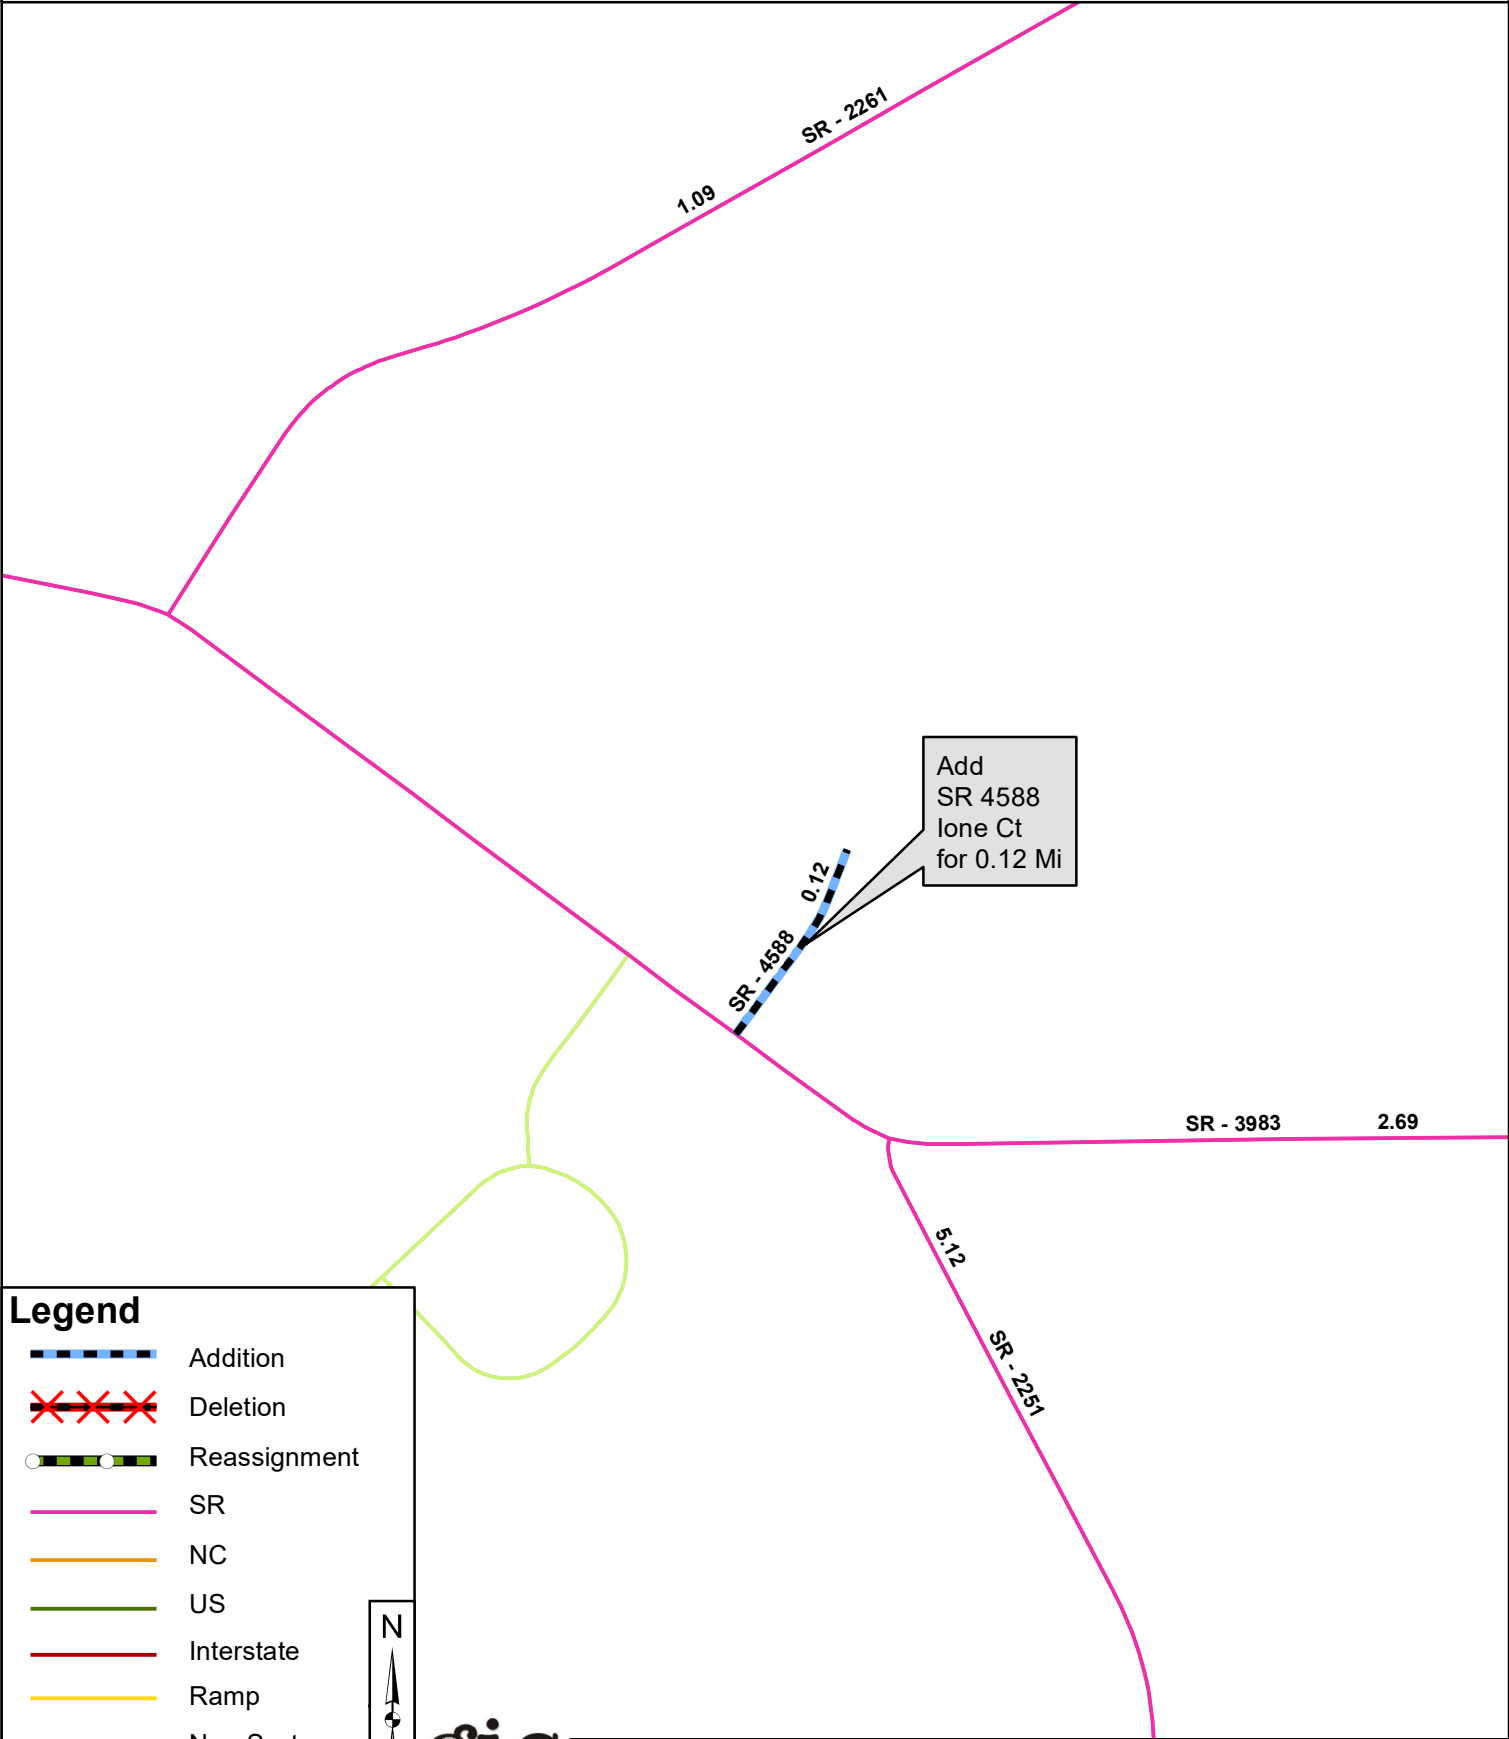 SR - 2261
1.09
Add
SR 4588
Ione Ct
for 0.12 Mi
0.12
SR - 4588
SR - 3983
2.69
5.12
SR - 2251
Legend
Addition
Deletion
Reassignment
SR
NC
US
Interstate
Ramp
N